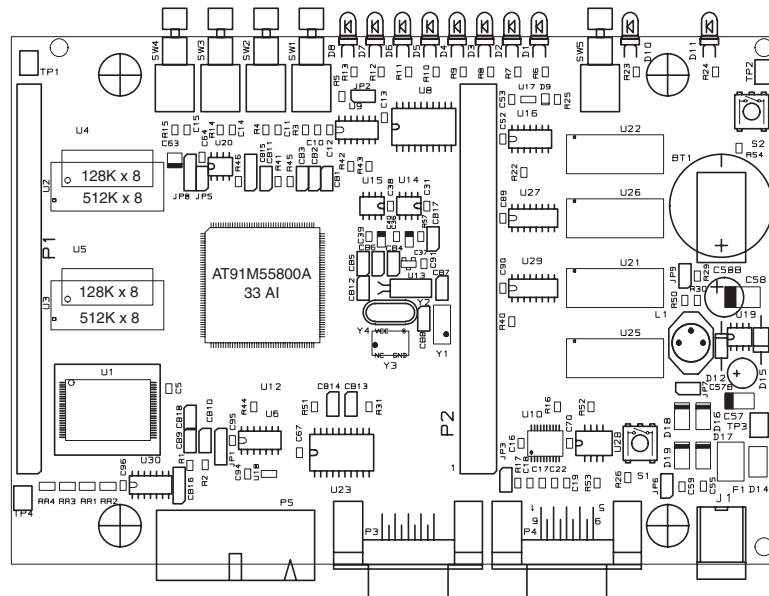 SW4
SW3
SW2
SW1
D8
D7
D6
D5
D4
D3
D2
D1
SW5
D10
D11
TP1
R13
R12
R11
R10
R9
R8
R7
R6
R23
R24
TP2
R5
JP2
U8
C53
U17
D9
R25
U9
C13
U16
R15
C15
R14
C14
R4
C11
R3
C10
C12
C52
U22
S2
R54
U4
C63
C64
U20
R46
CB15
CB11
R41
R45
CB3
CB2
CB1
R42
R43
R22
BT1
128K x 8
U2
512K x 8
JP8
JP5
U15
C38
U14
C31
C89
U27
U26
P1
U5
C39
R57
CB17
CB6
CB4
C37
C91
CB5
U13
CB7
C90
U29
U21
JP9
R29
C58B
C58
AT91M55800A
33 AI
128K x 8
U3
512K x 8
CB12
Y2
Y4
VCC
S
CB8
Y1
NC
GND
Y3
R40
R50
R30
L1
U19
U25
U1
C5
U12
CB14
CB13
D12
D15
C57B
JP7
C57
CB18
CB10
R44
U6
R51
R31
P2
U10
R16
R52
D18
D16
TP3
CB9
C95
C67
C16
C70
U28
D17
U30
R1
R2
JP1
C94
U18
U23
1
JP3
R17
C18
C17
C22
C19
R53
R26
S1
D19
JP6
C59
C55
F1
D14
C96
CB16
RR4
RR3
RR1
RR2
TP4
P5
P3
P4
1
6
5
9
J1